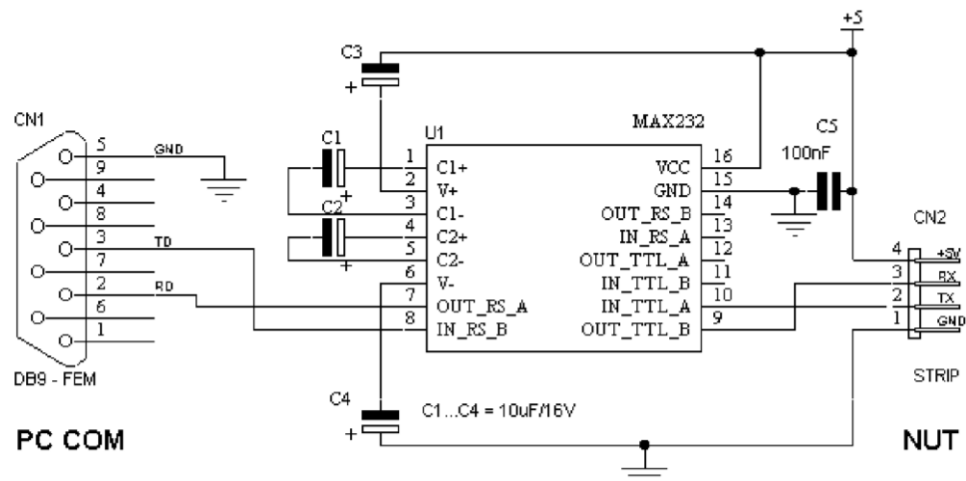 +5
C3
+
CN1
5 GND
9
4
8
3 TD
7
2 RD
6
1
DB9 - FEM
PC COM
C1
+
C2
+
U1
MAX232
1 C1+
2 V+
3 C1-
4 C2+
5 C2-
6 V-
7 OUT_RS_A
8 IN_RS_B
VCC 16
GND 15
OUT_RS_B 14
IN_RS_A 13
OUT_TTL_A 12
IN_TTL_B 11
IN_TTL_A 10
OUT_TTL_B 9
C5
100nF
CN2
4 +5V
3 RX
2 TX
1 GND
STRIP
NUT
C4
+
C1...C4 = 10uF/16V